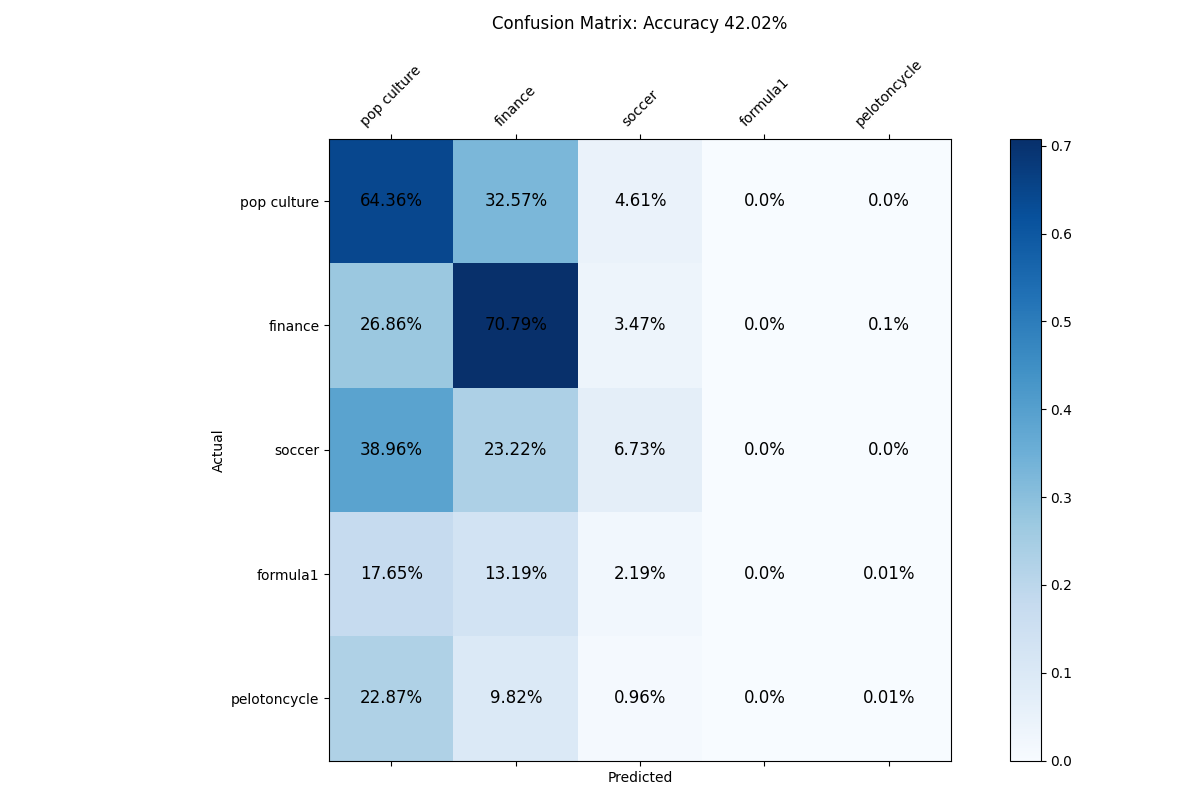 Confusion Matrix: Accuracy 42.02%
pop culture finance soccer formula1 pelotoncycle
pop culture 64.36% 32.57% 4.61% 0.0% 0.0%
finance 26.86% 70.79% 3.47% 0.0% 0.1%
soccer 38.96% 23.22% 6.73% 0.0% 0.0%
formula1 17.65% 13.19% 2.19% 0.0% 0.01%
pelotoncycle 22.87% 9.82% 0.96% 0.0% 0.01%
Actual
Predicted
0.7
0.6
0.5
0.4
0.3
0.2
0.1
0.0